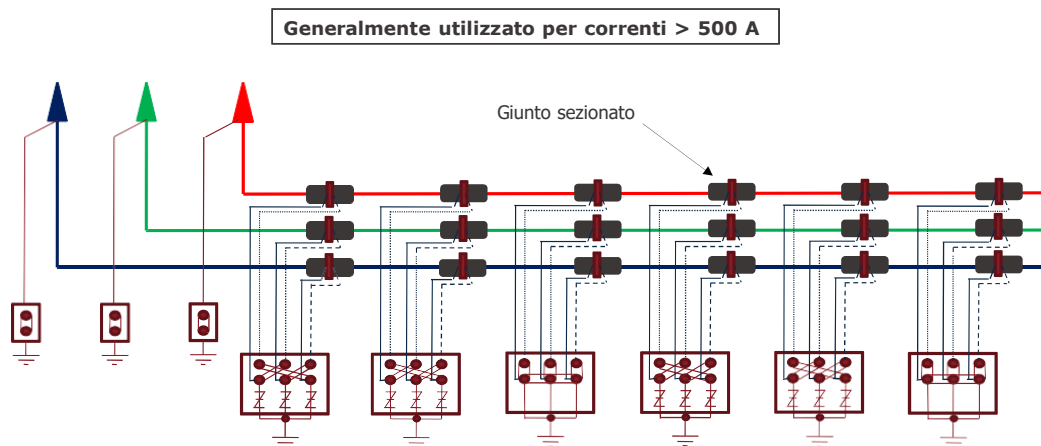 Generalmente utilizzato per correnti > 500 A
Giunto sezionato